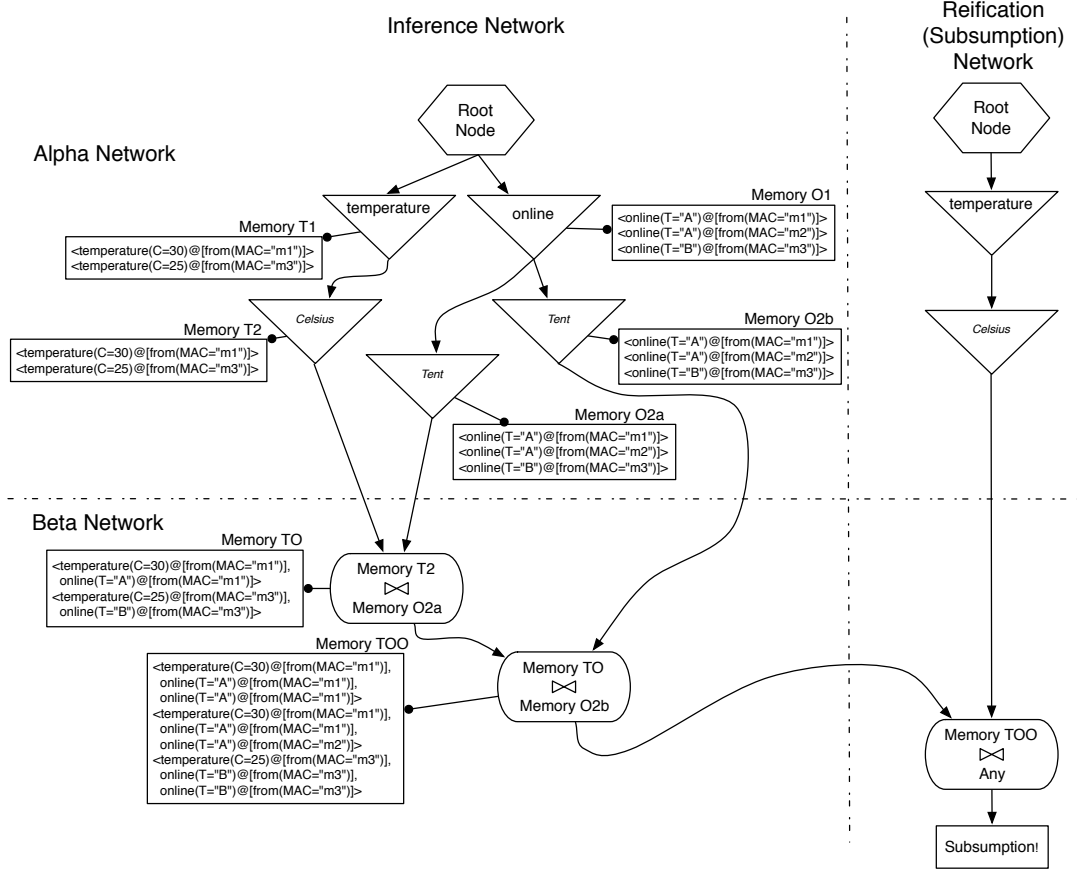 Inference Network
Reification
(Subsumption)
Network
Root
Node
Root
Node
Alpha Network
temperature
online
Memory O1
<online(T="A")@[from(MAC="m1")]>
<online(T="A")@[from(MAC="m2")]>
<online(T="B")@[from(MAC="m3")]>
temperature
Memory T1
<temperature(C=30)@[from(MAC="m1")]>
<temperature(C=25)@[from(MAC="m3")]>
Celsius
Tent
Celsius
Memory T2
<temperature(C=30)@[from(MAC="m1")]>
<temperature(C=25)@[from(MAC="m3")]>
Memory O2b
<online(T="A")@[from(MAC="m1")]>
<online(T="A")@[from(MAC="m2")]>
<online(T="B")@[from(MAC="m3")]>
Tent
Memory O2a
<online(T="A")@[from(MAC="m1")]>
<online(T="A")@[from(MAC="m2")]>
<online(T="B")@[from(MAC="m3")]>
Beta Network
Memory TO
<temperature(C=30)@[from(MAC="m1")],
online(T="A")@[from(MAC="m1")]>
<temperature(C=25)@[from(MAC="m3")],
online(T="B")@[from(MAC="m3")]>
Memory T2
⋈
Memory O2a
Memory TOO
<temperature(C=30)@[from(MAC="m1")],
online(T="A")@[from(MAC="m1")],
online(T="A")@[from(MAC="m1")]>
<temperature(C=30)@[from(MAC="m1")],
online(T="A")@[from(MAC="m1")],
online(T="A")@[from(MAC="m2")]>
<temperature(C=25)@[from(MAC="m3")],
online(T="B")@[from(MAC="m3")],
online(T="B")@[from(MAC="m3")]>
Memory TO
⋈
Memory O2b
Memory TOO
⋈
Any
Subsumption!